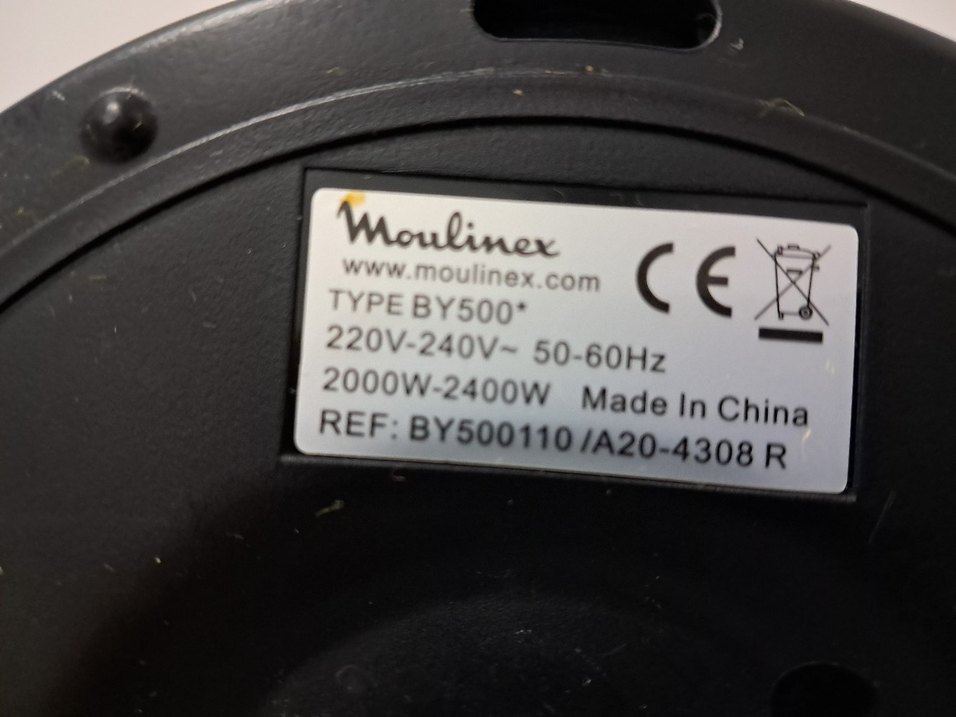 Moulinex
www.moulinex.com
TYPE BY500*
220V-240V~ 50-60Hz
2000W-2400W Made In China
REF: BY500110 /A20-4308 R
CE